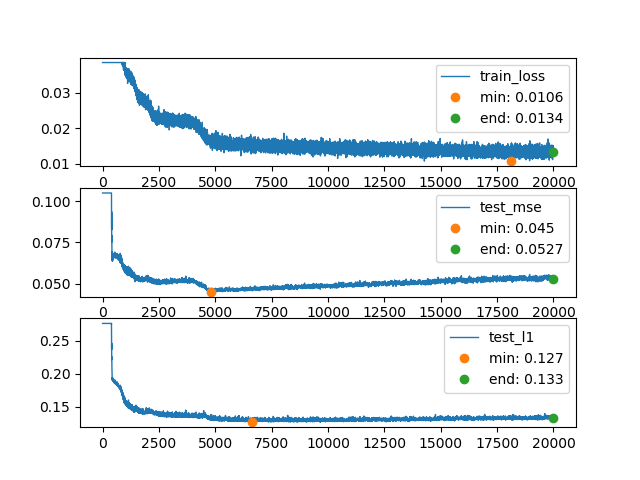 0.03
0.02
0.01
train_loss
min: 0.0106
end: 0.0134
0 2500 5000 7500 10000 12500 15000 17500 20000
0.100
0.075
0.050
test_mse
min: 0.045
end: 0.0527
0 2500 5000 7500 10000 12500 15000 17500 20000
0.25
0.20
0.15
test_l1
min: 0.127
end: 0.133
0 2500 5000 7500 10000 12500 15000 17500 20000